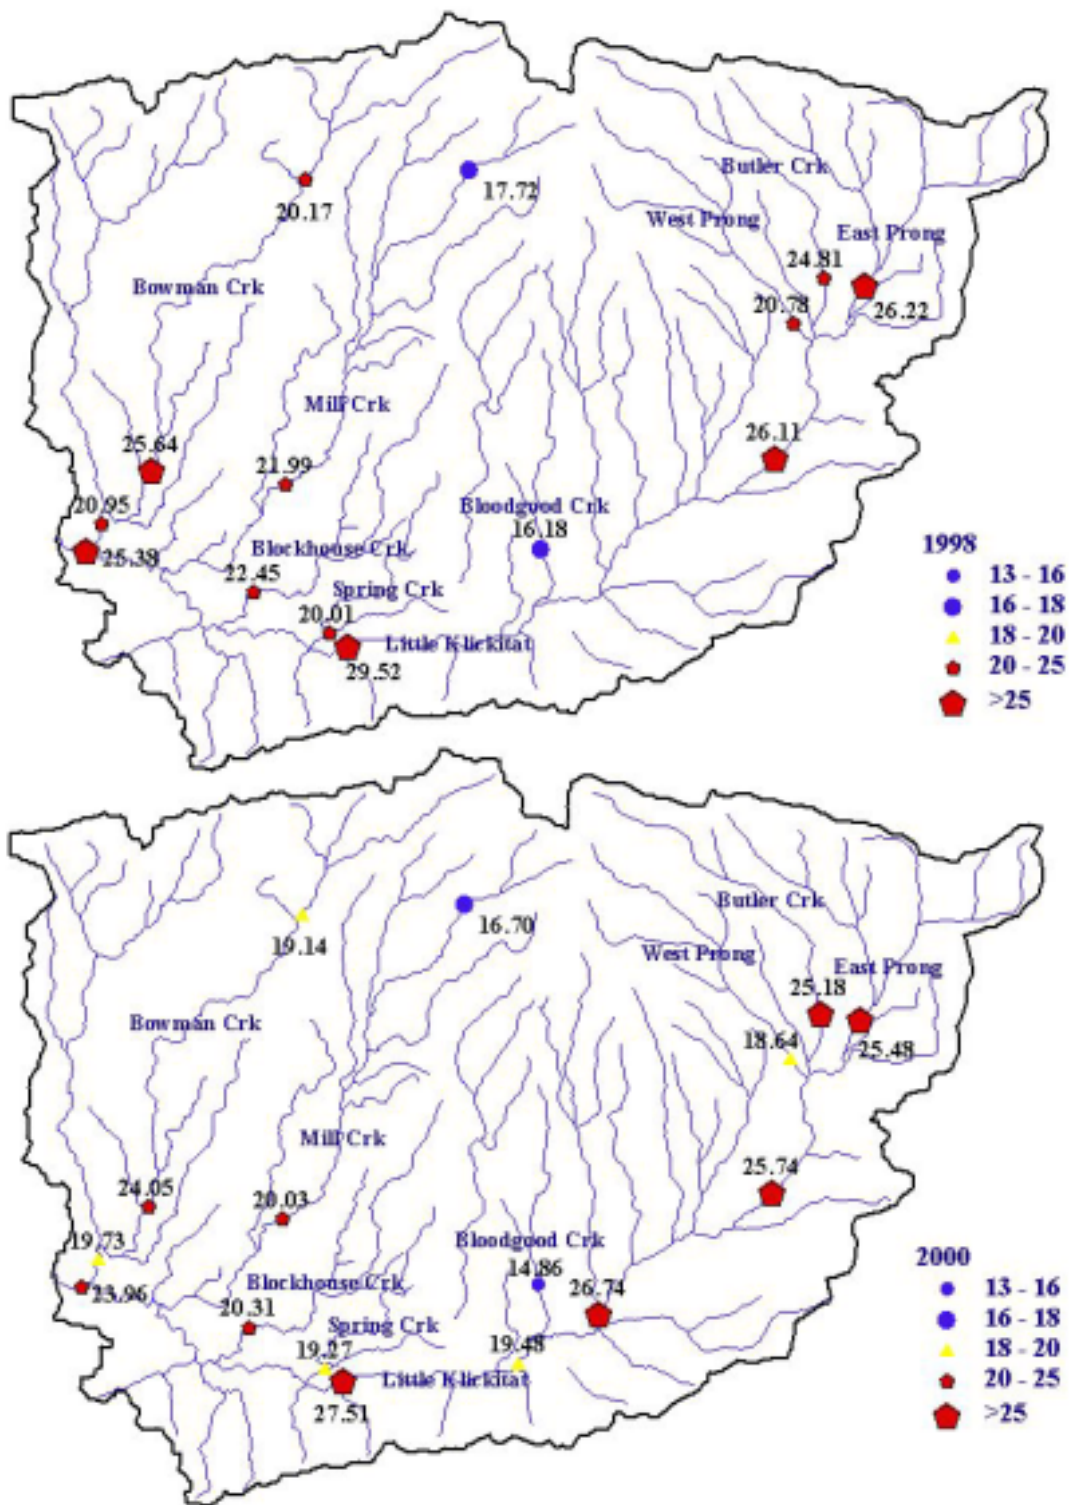 Butler Crk
17.72
20.17
West Prong
East Prong
24.81
Bowman Crk
20.78
26.22
Mill Crk
26.11
25.64
21.99
20.95
Bloodgood Crk
16.18
Blockhouse Crk
25.38
22.45
Spring Crk
20.01
Little Klickitat
29.52
1998
13 - 16
16 - 18
18 - 20
20 - 25
>25
Butler Crk
16.70
19.14
West Prong
East Prong
25.18
Bowman Crk
18.64
25.48
Mill Crk
25.74
24.05
20.03
19.73
Bloodgood Crk
14.86
26.74
Blockhouse Crk
23.96
20.31
Spring Crk
19.27
19.48
Little Klickitat
27.51
2000
13 - 16
16 - 18
18 - 20
20 - 25
>25